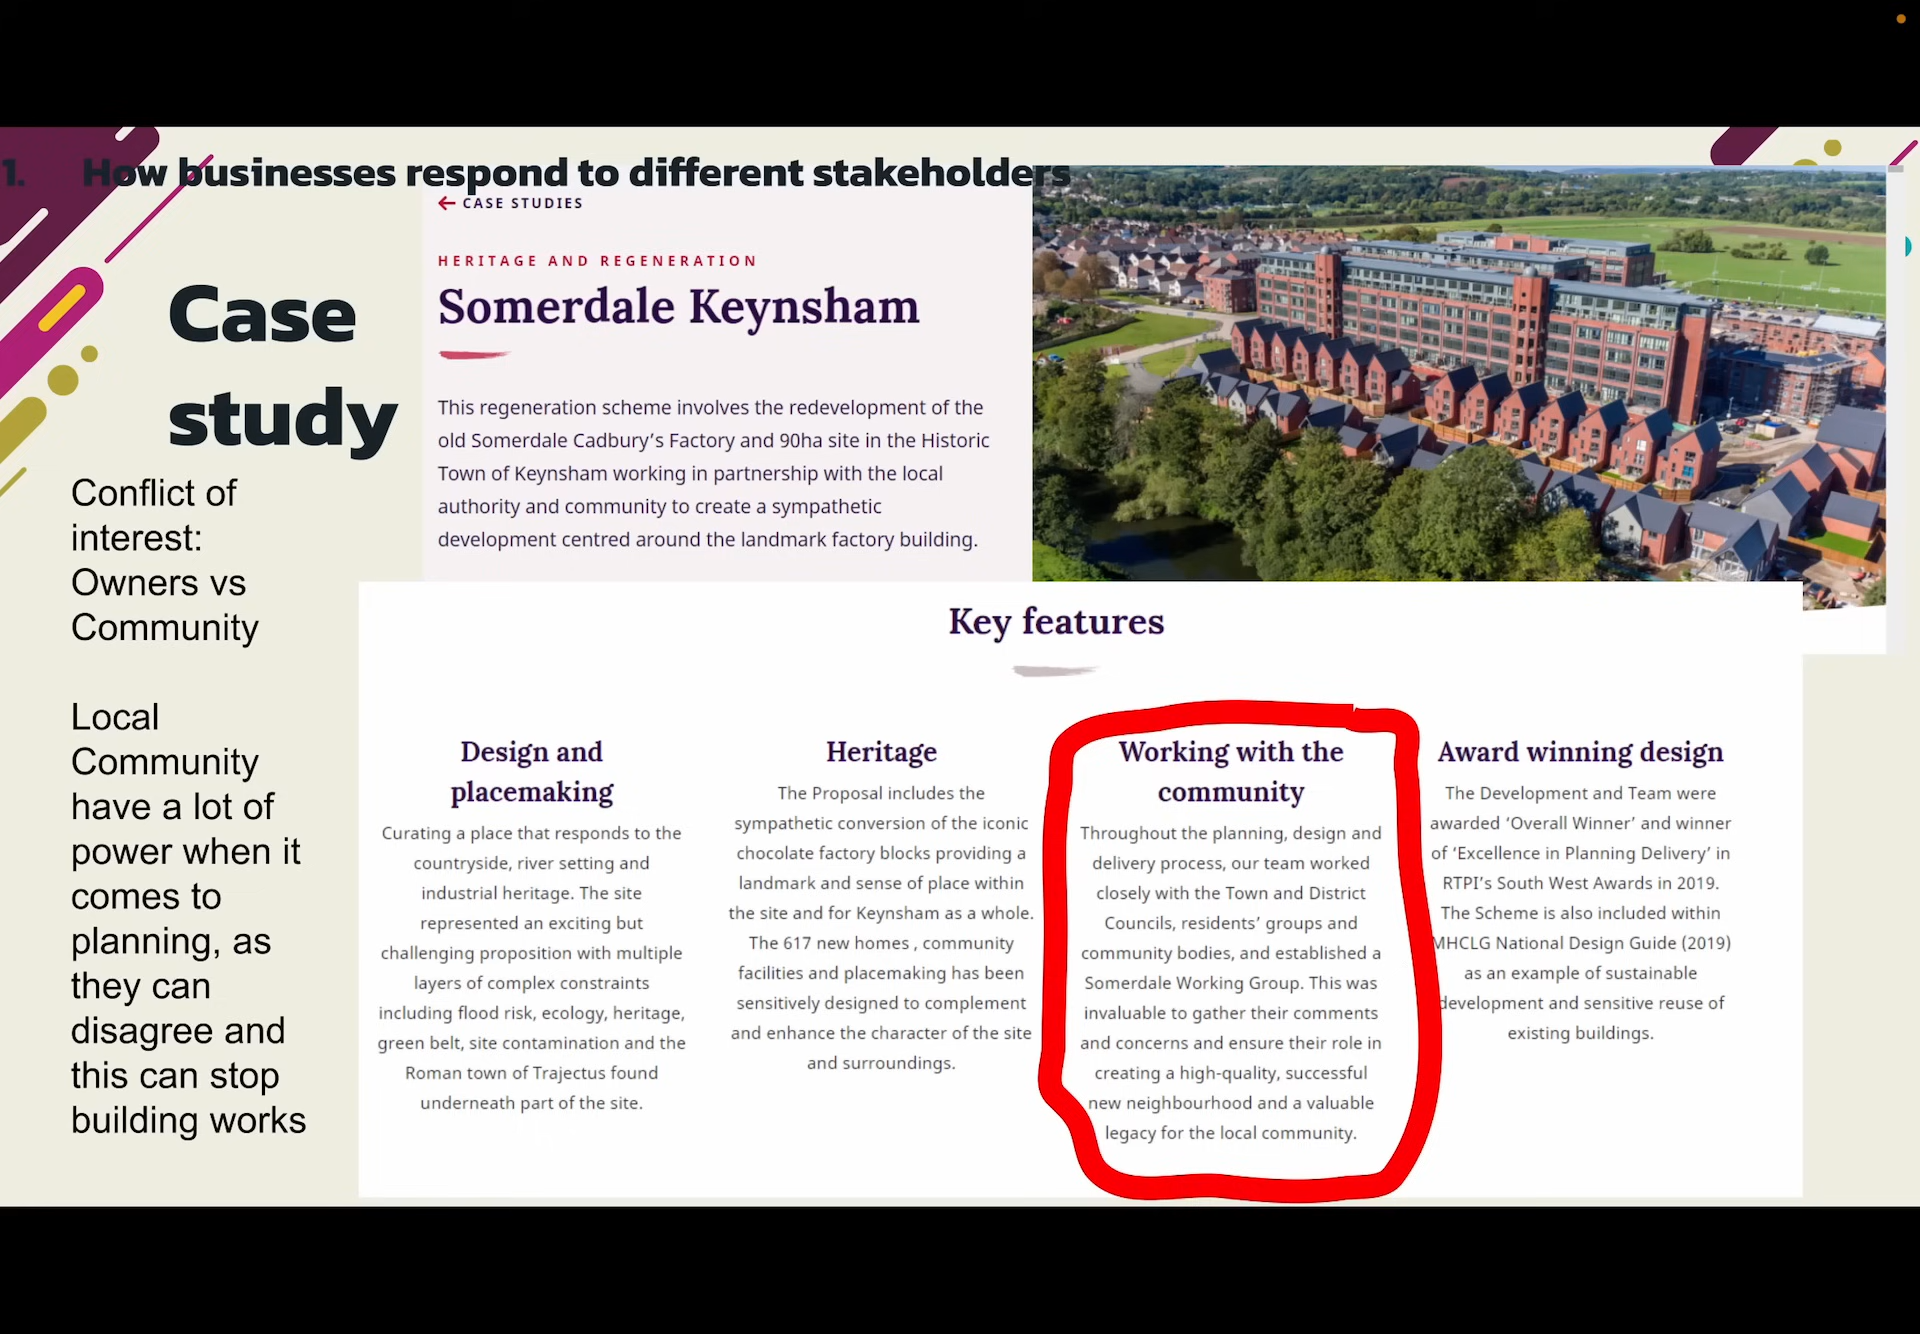 1. How businesses respond to different stakeholders
CASE STUDIES
HERITAGE AND REGENERATION
Somerdale Keynsham
This regeneration scheme involves the redevelopment of the
old Somerdale Cadbury’s Factory and 90ha site in the Historic
Town of Keynsham working in partnership with the local
authority and community to create a sympathetic
development centred around the landmark factory building.
Case
study
Conflict of
interest:
Owners vs
Community
Local
Community
have a lot of
power when it
comes to
planning, as
they can
disagree and
this can stop
building works
Key features
Design and
placemaking
Curating a place that responds to the
countryside, river setting and
industrial heritage. The site
represented an exciting but
challenging proposition with multiple
layers of complex constraints
including flood risk, ecology, heritage,
green belt, site contamination and the
Roman town of Trajectus found
underneath part of the site.
Heritage
The Proposal includes the
sympathetic conversion of the iconic
chocolate factory blocks providing a
landmark and sense of place within
the site and for Keynsham as a whole.
The 617 new homes , community
facilities and placemaking has been
sensitively designed to complement
and enhance the character of the site
and surroundings.
Working with the
community
Throughout the planning, design and
delivery process, our team worked
closely with the Town and District
Councils, residents’ groups and
community bodies, and established a
Somerdale Working Group. This was
invaluable to gather their comments
and concerns and ensure their role in
creating a high-quality, successful
new neighbourhood and a valuable
legacy for the local community.
Award winning design
The Development and Team were
awarded ‘Overall Winner’ and winner
of ‘Excellence in Planning Delivery’ in
RTPI’s South West Awards in 2019.
The Scheme is also included within
MHCLG National Design Guide (2019)
as an example of sustainable
development and sensitive reuse of
existing buildings.